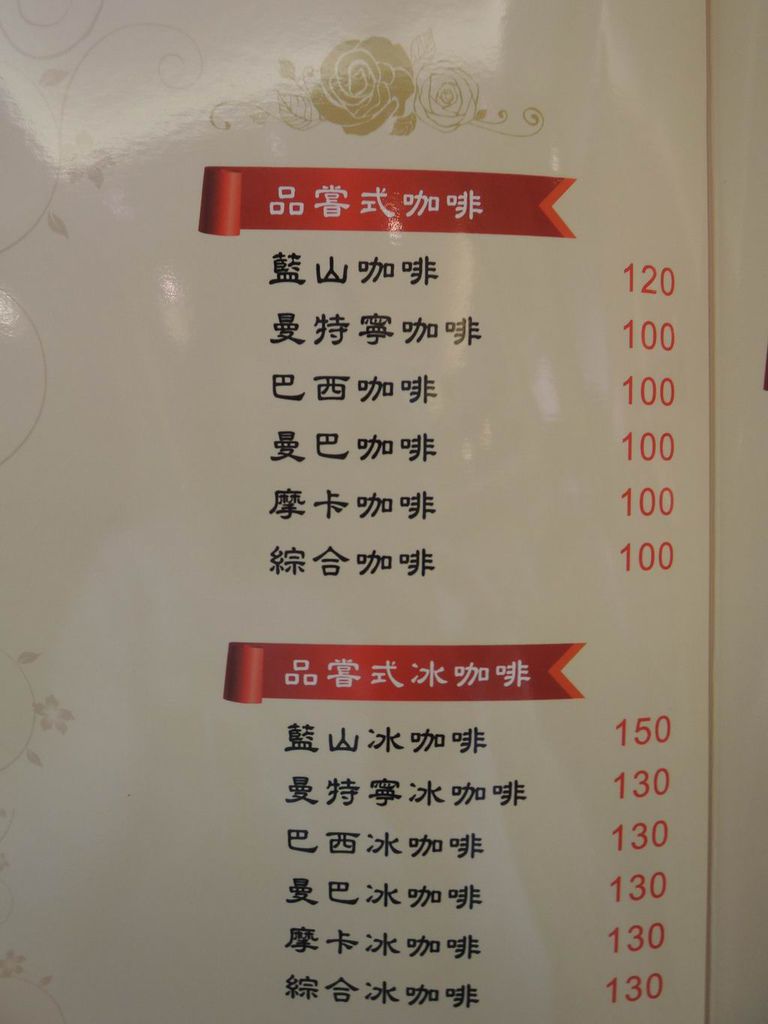 品嘗式咖啡
藍山咖啡 120
曼特寧咖啡 100
巴西咖啡 100
曼巴咖啡 100
摩卡咖啡 100
綜合咖啡 100
品嘗式冰咖啡
藍山冰咖啡 150
曼特寧冰咖啡 130
巴西冰咖啡 130
曼巴冰咖啡 130
摩卡冰咖啡 130
綜合冰咖啡 130